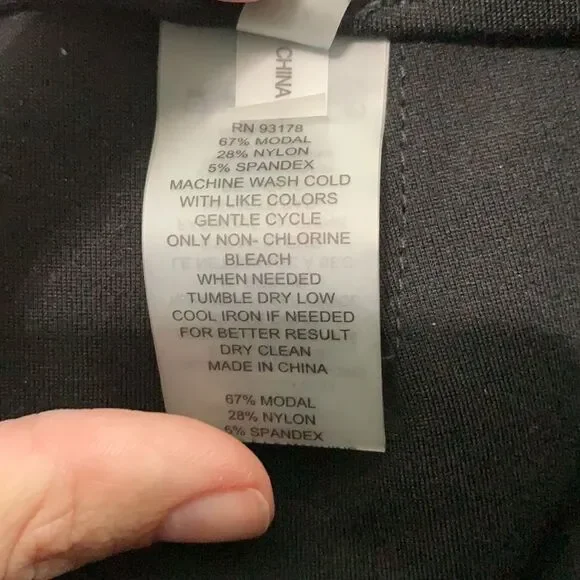 CHINA
RN 93178
67% MODAL
28% NYLON
5% SPANDEX
MACHINE WASH COLD
WITH LIKE COLORS
GENTLE CYCLE
ONLY NON- CHLORINE
BLEACH
WHEN NEEDED
TUMBLE DRY LOW
COOL IRON IF NEEDED
FOR BETTER RESULT
DRY CLEAN
MADE IN CHINA
67% MODAL
28% NYLON
5% SPANDEX